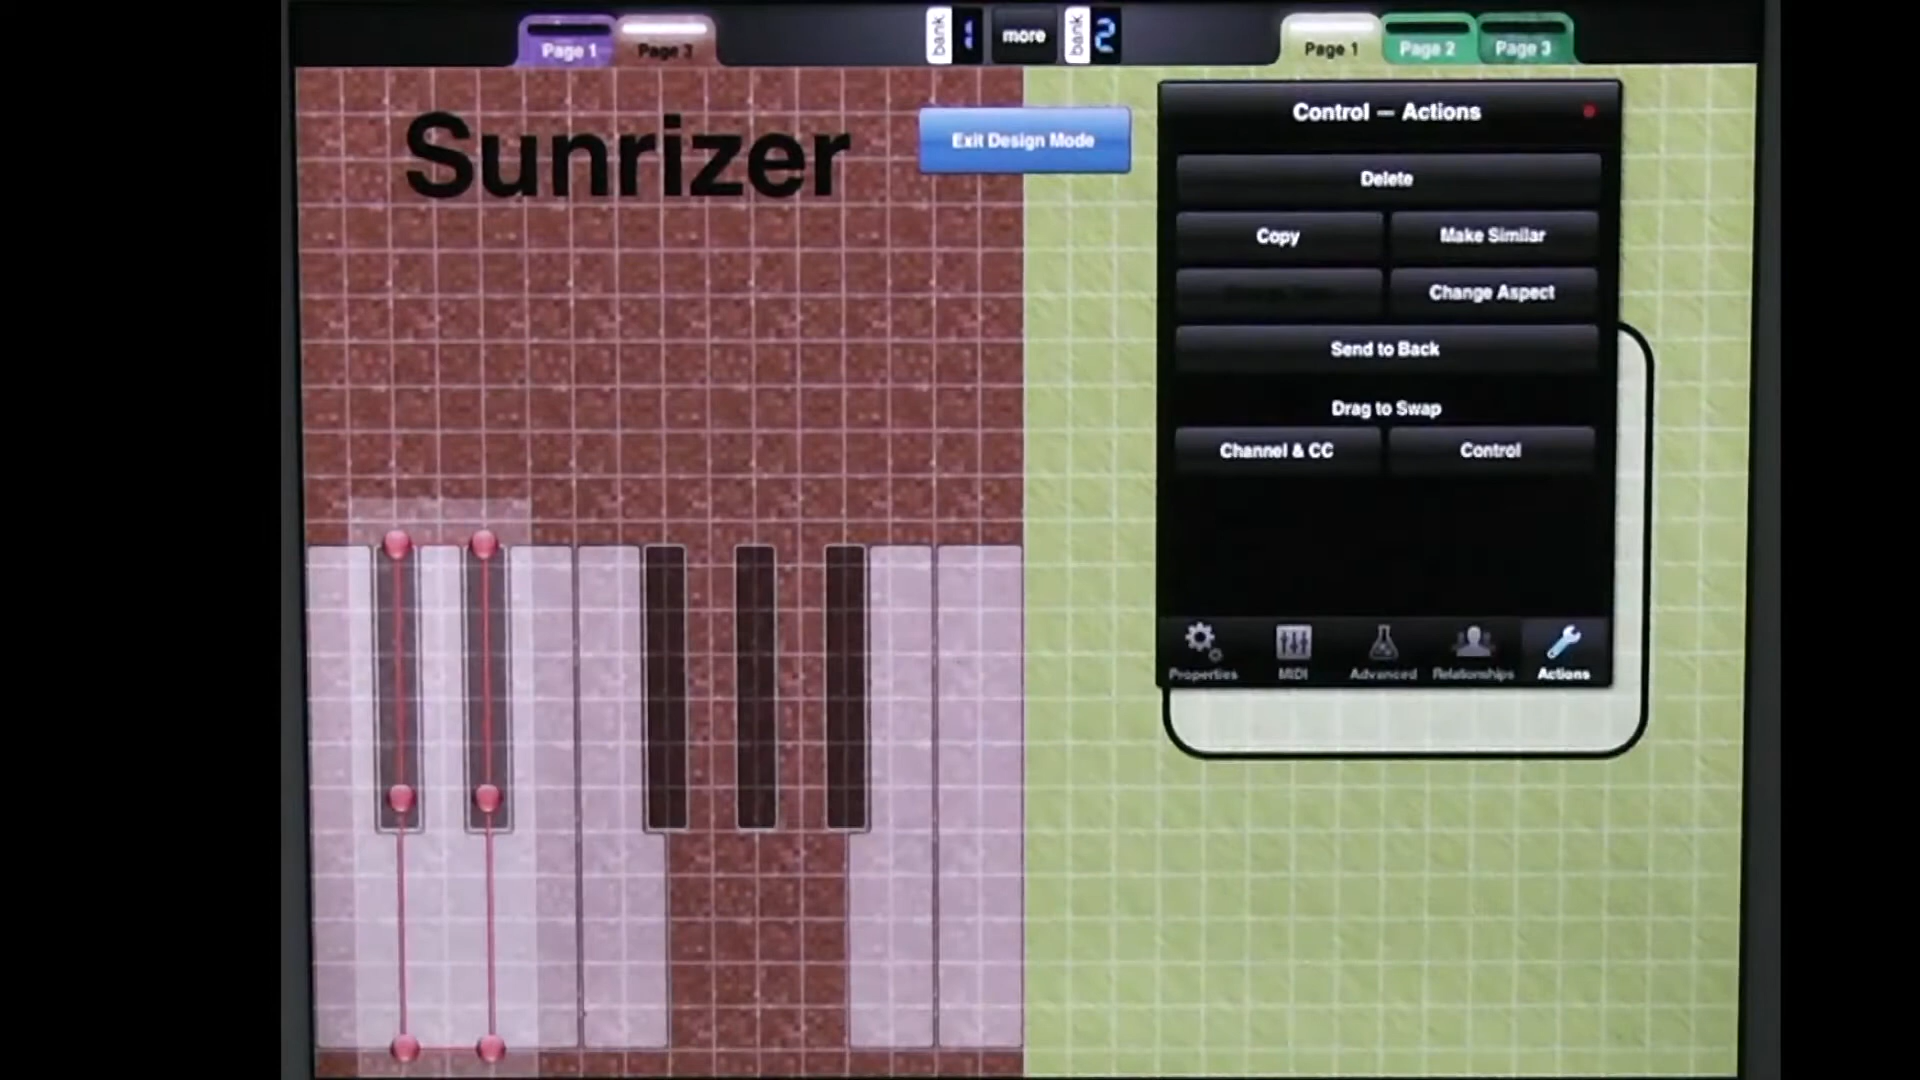 Page 1
Page 3
bank 1
more
bank 2
Page 1
Page 2
Page 3
Sunrizer
Exit Design Mode
Control — Actions
Delete
Copy
Make Similar
Change Aspect
Send to Back
Drag to Swap
Channel & CC
Control
Properties
MIDI
Advanced
Relationships
Actions